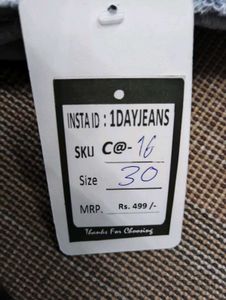 INSTA ID : 1DAYJEANS
SKU C@-16
Size 30
MRP. Rs. 499 /-
Thanks For Choosing